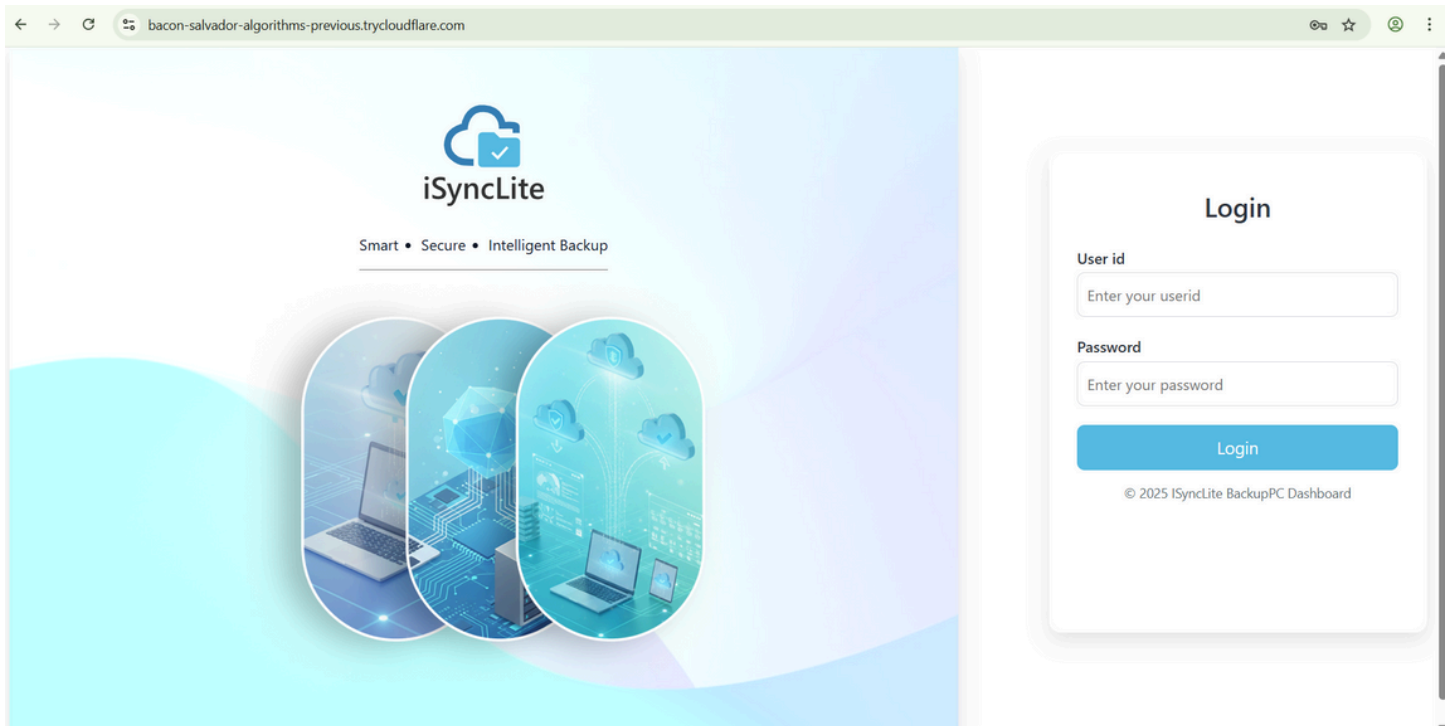 bacon-salvador-algorithms-previous.trycloudflare.com
iSyncLite
Smart • Secure • Intelligent Backup
Login
User id
Enter your userid
Password
Enter your password
Login
© 2025 ISyncLite BackupPC Dashboard